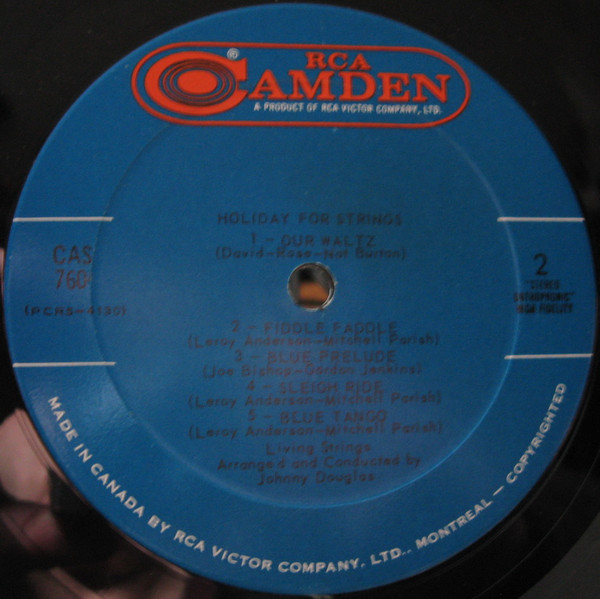 RCA
CAMDEN
®
A PRODUCT OF RCA VICTOR COMPANY, LTD.
HOLIDAY FOR STRINGS
1 - OUR WALTZ
(David-Rose-Nat Burton)
CAS
760
2
"STEREO
ORTHOPHONIC"
HIGH FIDELITY
2 - FIDDLE FADDLE
(Leroy Anderson-Mitchell Parish)
3 - BLUE PRELUDE
(Joe Bishop-Gordon Jenkins)
4 - SLEIGH RIDE
(Leroy Anderson-Mitchell Parish)
5 - BLUE TANGO
(Leroy Anderson-Mitchell Parish)
Living Strings
Arranged and Conducted by
Johnny Douglas
MADE IN CANADA BY RCA VICTOR COMPANY, LTD., MONTREAL — COPYRIGHTED